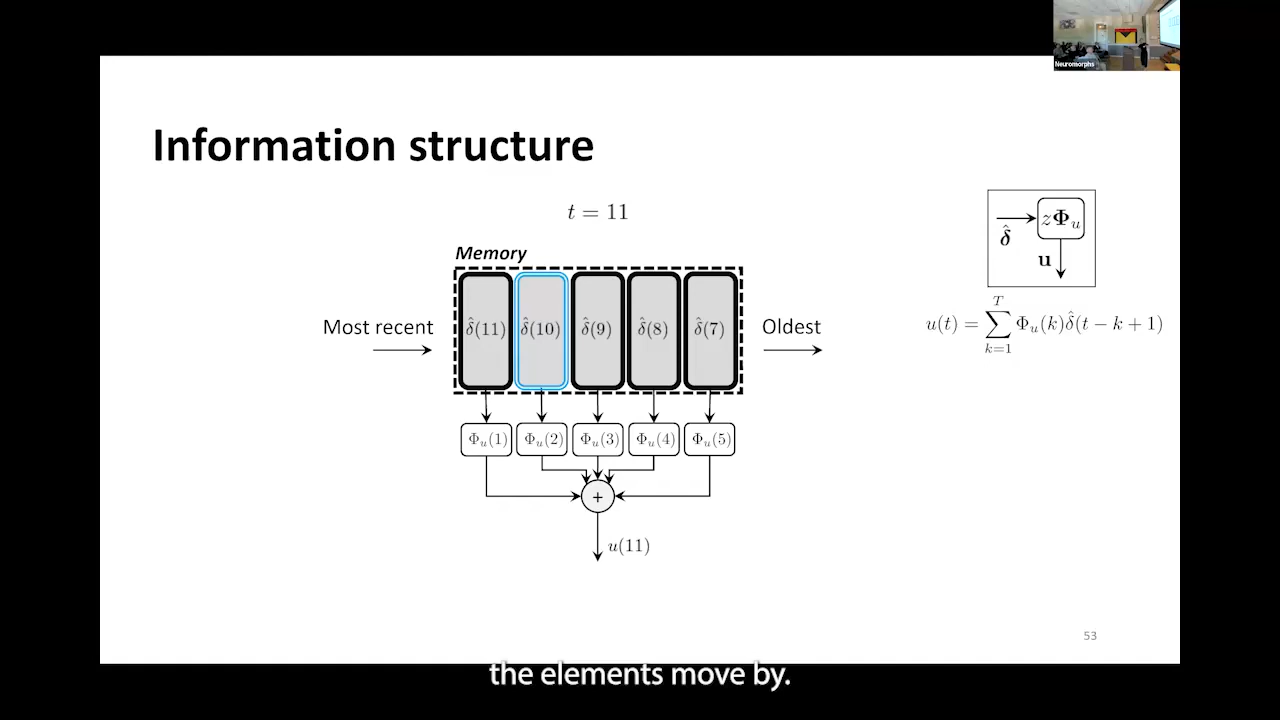 Neuromorphs
Information structure
t = 11
Memory
Most recent
δ̂(11) δ̂(10) δ̂(9) δ̂(8) δ̂(7)
Oldest
Φᵤ(1) Φᵤ(2) Φᵤ(3) Φᵤ(4) Φᵤ(5)
+
u(11)
δ̂
zΦᵤ
u
u(t) = ∑_{k=1}^{T} Φᵤ(k)δ̂(t − k + 1)
53
the elements move by.